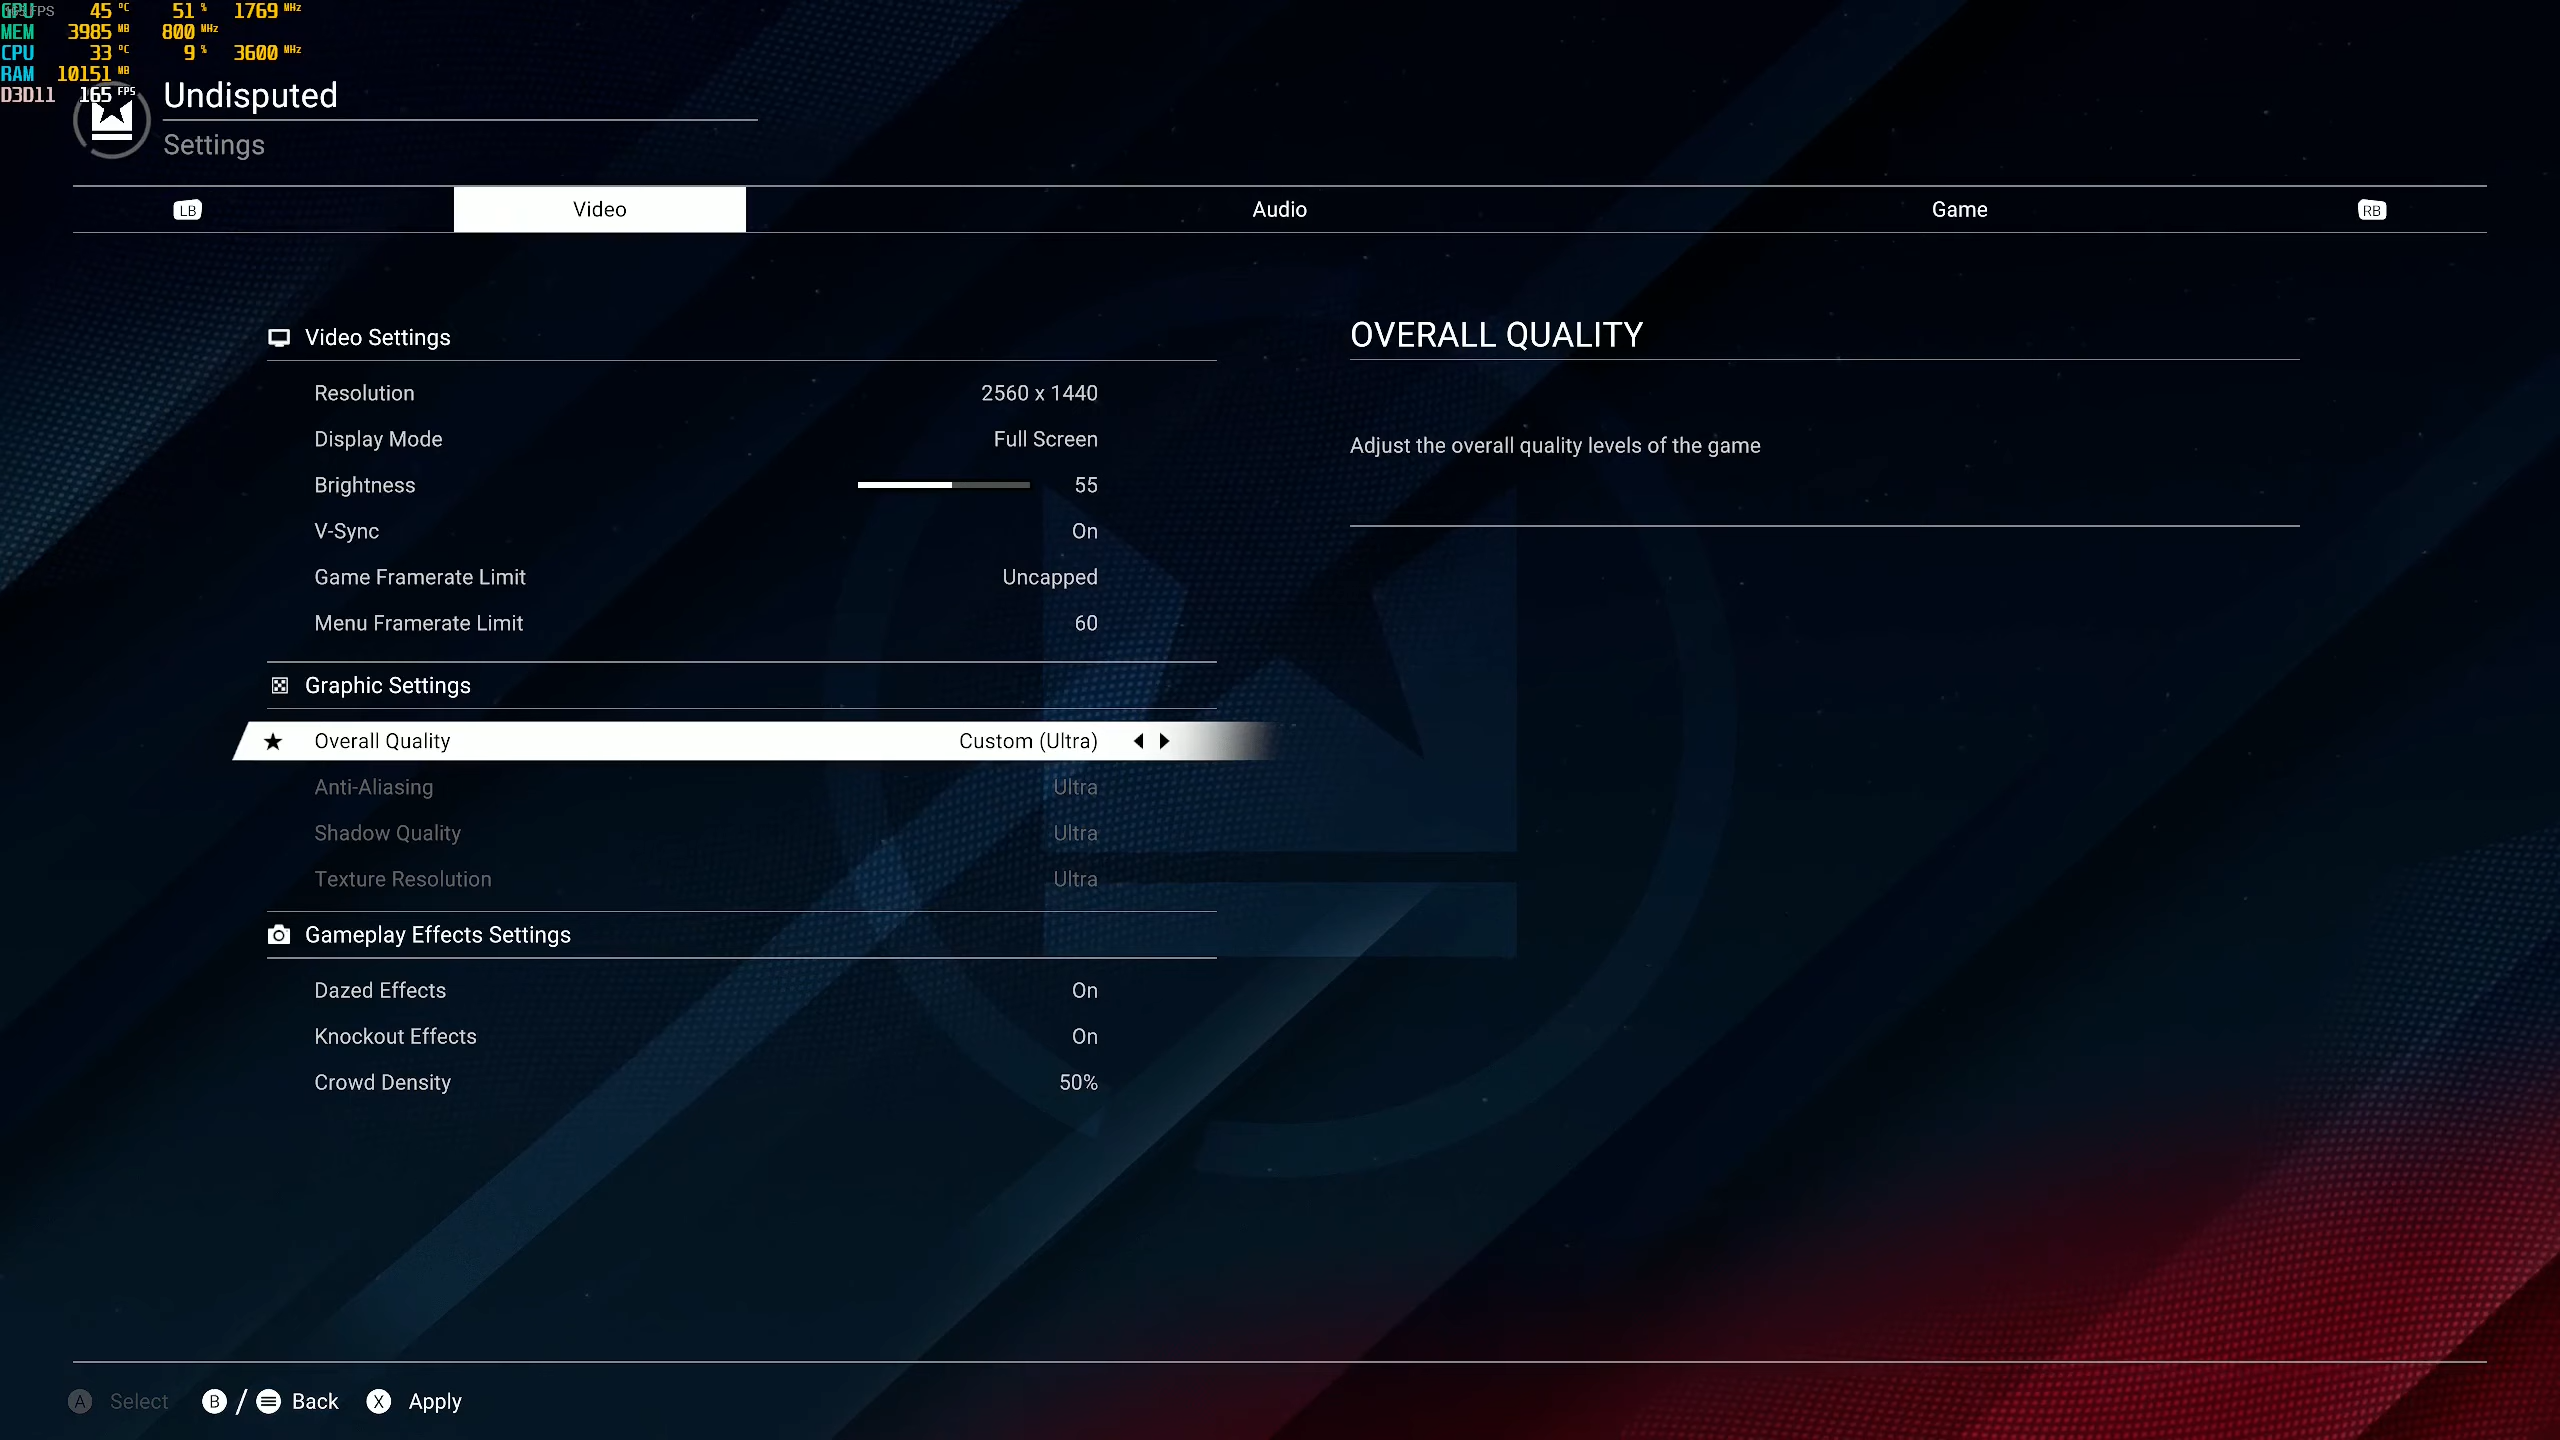 GPU 45 °C 51 % 1769 MHz
MEM 3985 MB 800 MHz
CPU 33 °C 9 % 3600 MHz
RAM 10151 MB
D3D11 165 FPS
Undisputed
Settings
LB Video Audio Game RB
Video Settings
Resolution 2560 x 1440
Display Mode Full Screen
Brightness 55
V-Sync On
Game Framerate Limit Uncapped
Menu Framerate Limit 60
Graphic Settings
Overall Quality Custom (Ultra)
Anti-Aliasing Ultra
Shadow Quality Ultra
Texture Resolution Ultra
Gameplay Effects Settings
Dazed Effects On
Knockout Effects On
Crowd Density 50%
OVERALL QUALITY
Adjust the overall quality levels of the game
A Select B / Back X Apply